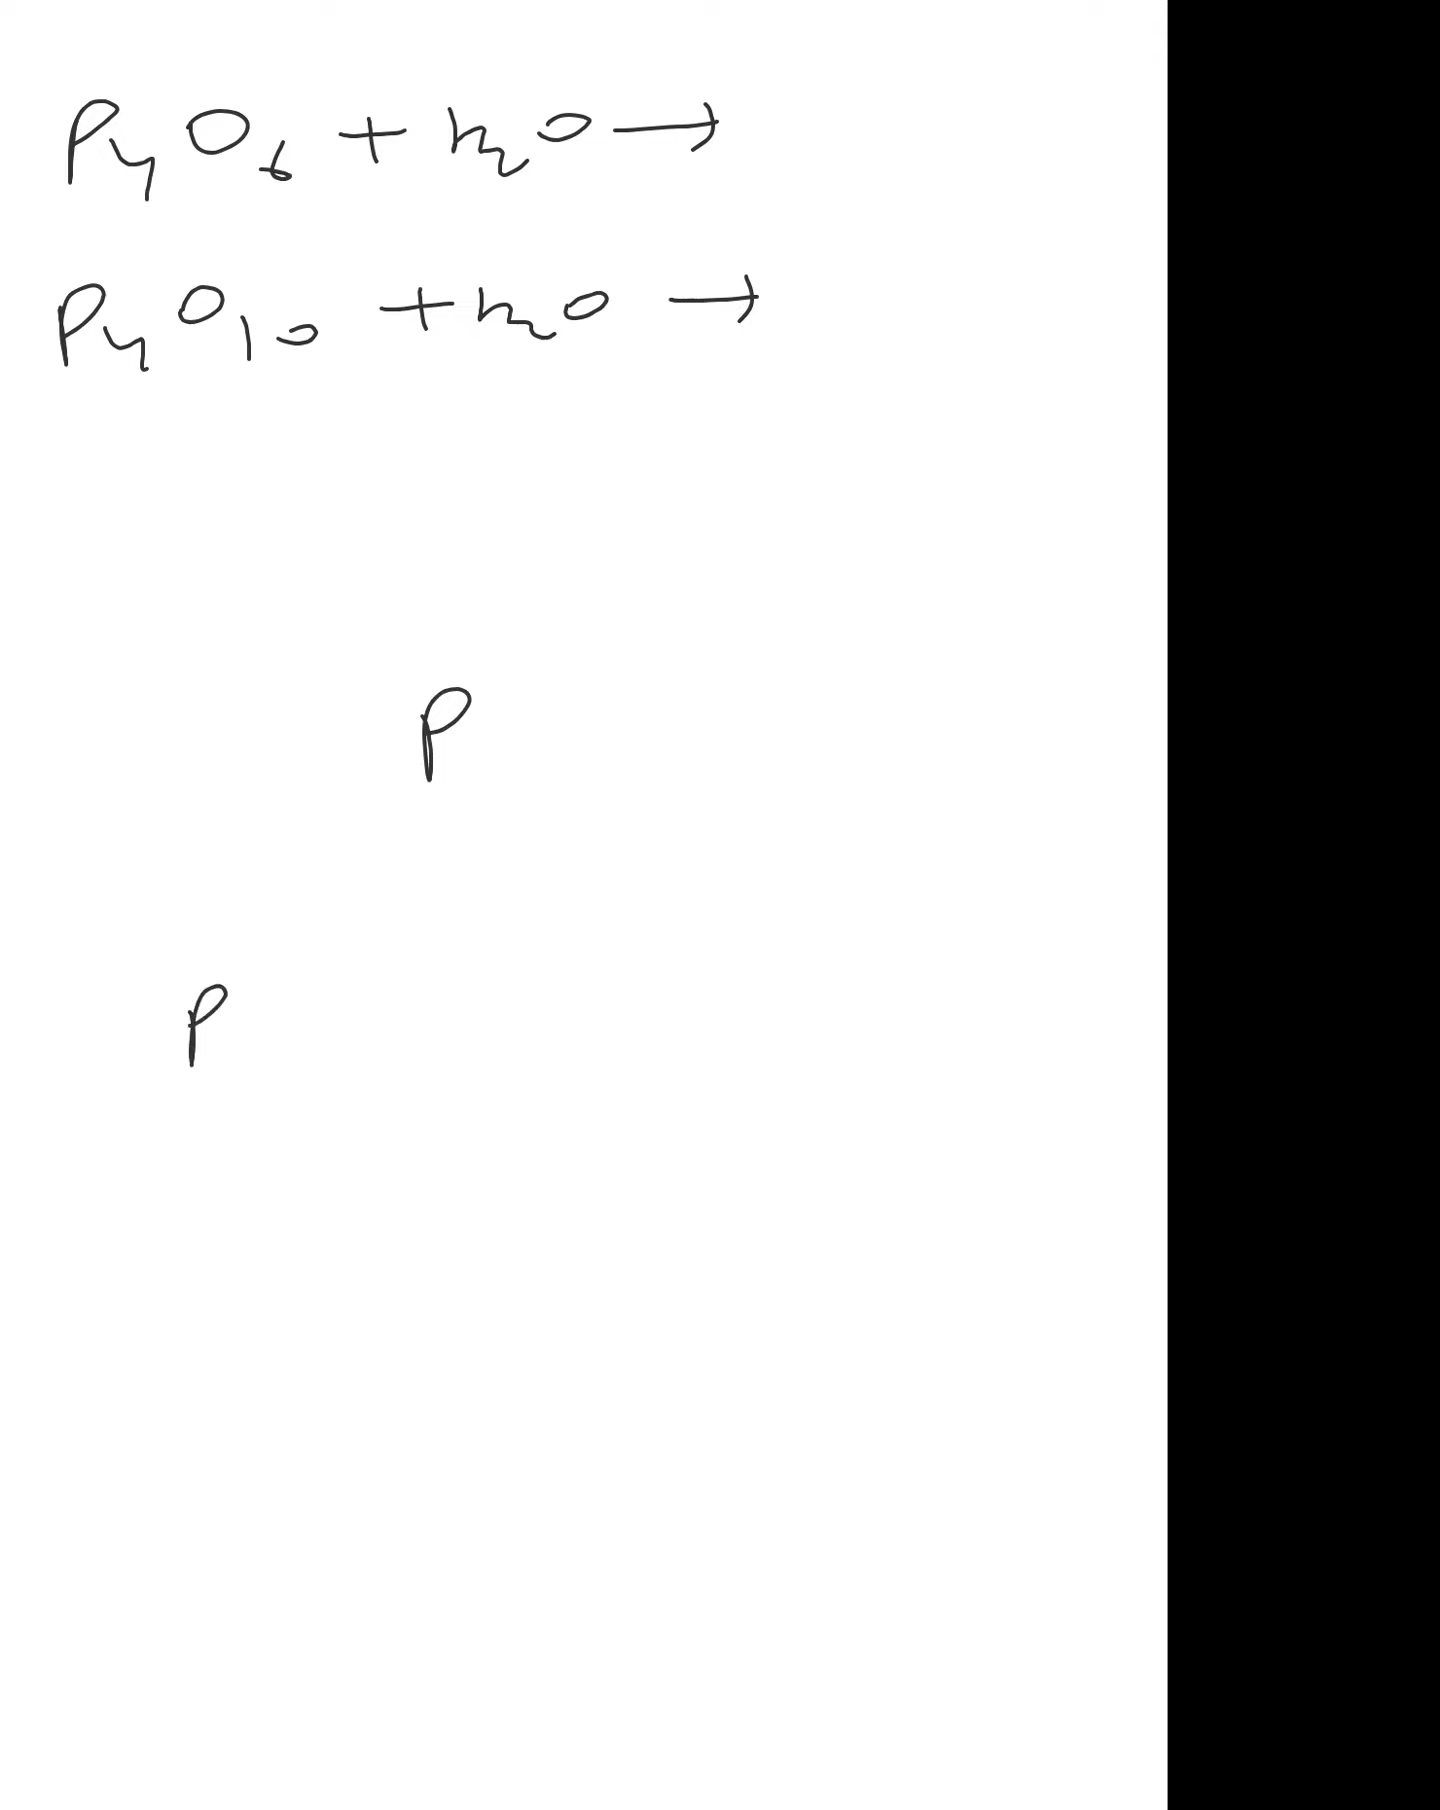 P₄O₆ + H₂O →
P₄O₁₀ + H₂O →
P
P